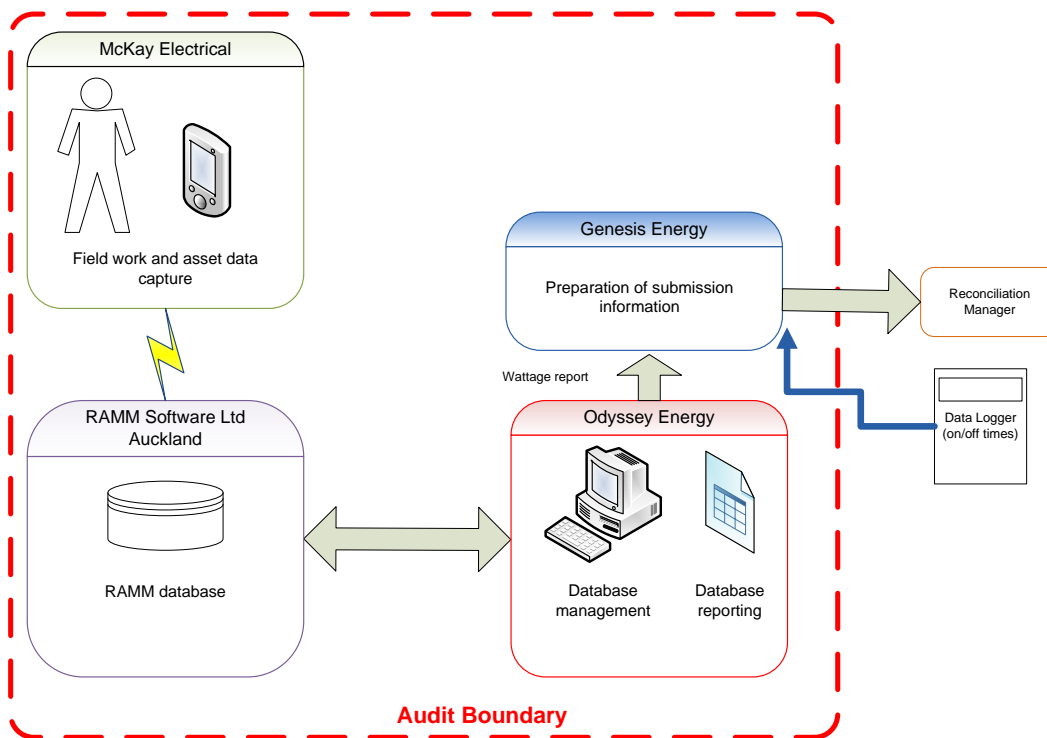 McKay Electrical
Field work and asset data
capture
Genesis Energy
Preparation of submission
information
Reconciliation
Manager
Wattage report
Data Logger
(on/off times)
RAMM Software Ltd
Auckland
RAMM database
Odyssey Energy
Database
management
Database
reporting
Audit Boundary